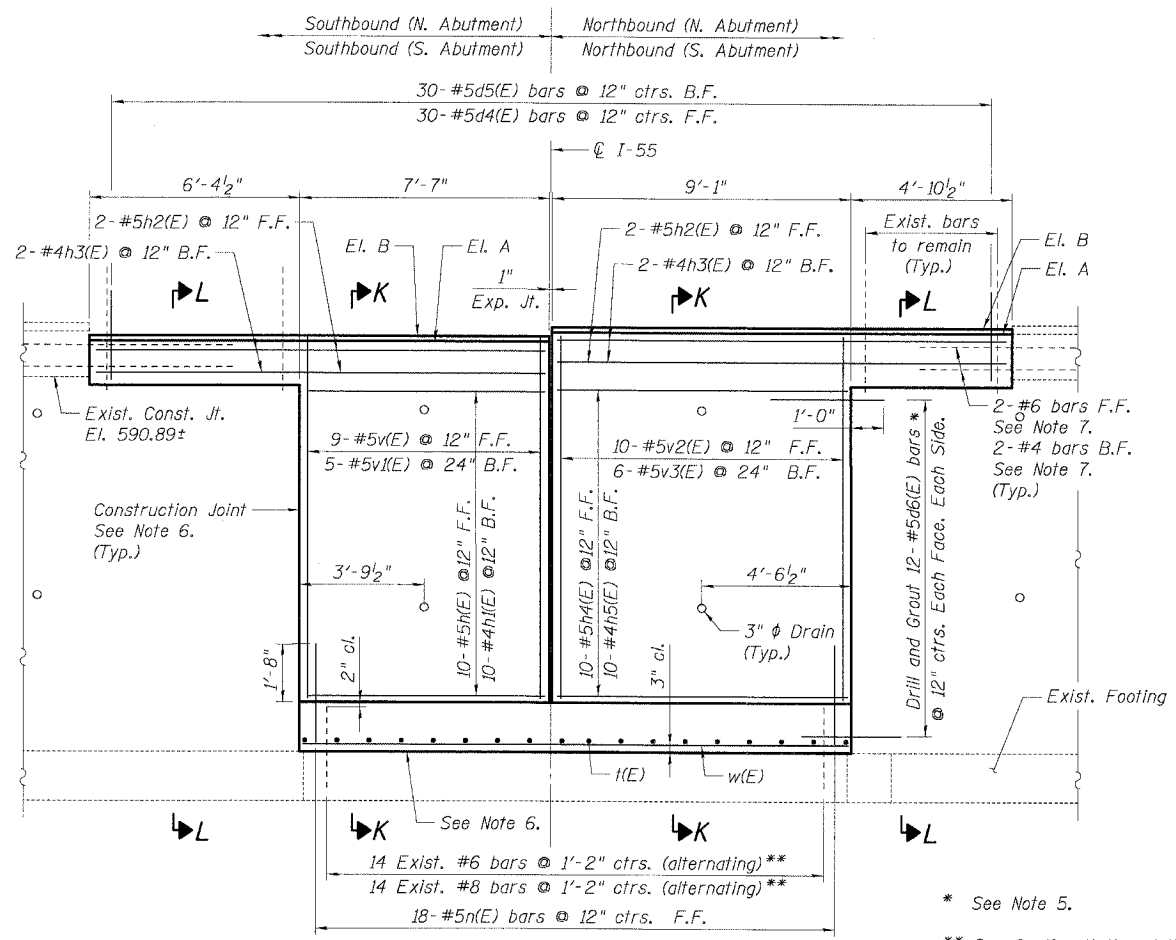 Southbound (N. Abutment)
Northbound (N. Abutment)
Southbound (S. Abutment)
Northbound (S. Abutment)
30- #5d5(E) bars @ 12" ctrs. B.F.
30- #5d4(E) bars @ 12" ctrs. F.F.
℄ I-55
6'-4½"
7'-7"
9'-1"
4'-10½"
2- #5h2(E) @ 12" F.F.
2- #4h3(E) @ 12" B.F.
El. B
El. A
1"
Exp. Jt.
2- #5h2(E) @ 12" F.F.
2- #4h3(E) @ 12" B.F.
Exist. bars
to remain
(Typ.)
El. B
El. A
L
K
K
L
Exist. Const. Jt.
El. 590.89±
9- #5v(E) @ 12" F.F.
5- #5v1(E) @ 24" B.F.
10- #5v2(E) @ 12" F.F.
6- #5v3(E) @ 24" B.F.
1'-0"
2- #6 bars F.F.
See Note 7.
2- #4 bars B.F.
See Note 7.
(Typ.)
Construction Joint
See Note 6.
(Typ.)
10- #5h(E) @12" F.F.
10- #4h1(E) @12" B.F.
10- #5h4(E) @12" F.F.
10- #4h5(E) @12" B.F.
Drill and Grout 12- #5d6(E) bars *
@ 12" ctrs. Each Face. Each Side.
3'-9½"
4'-6½"
3" ϕ Drain
(Typ.)
1'-8"
2" cl.
3" cl.
Exist. Footing
t(E)
w(E)
L
K
See Note 6.
K
L
14 Exist. #6 bars @ 1'-2" ctrs. (alternating) **
14 Exist. #8 bars @ 1'-2" ctrs. (alternating) **
18- #5n(E) bars @ 12" ctrs. F.F.
* See Note 5.
**